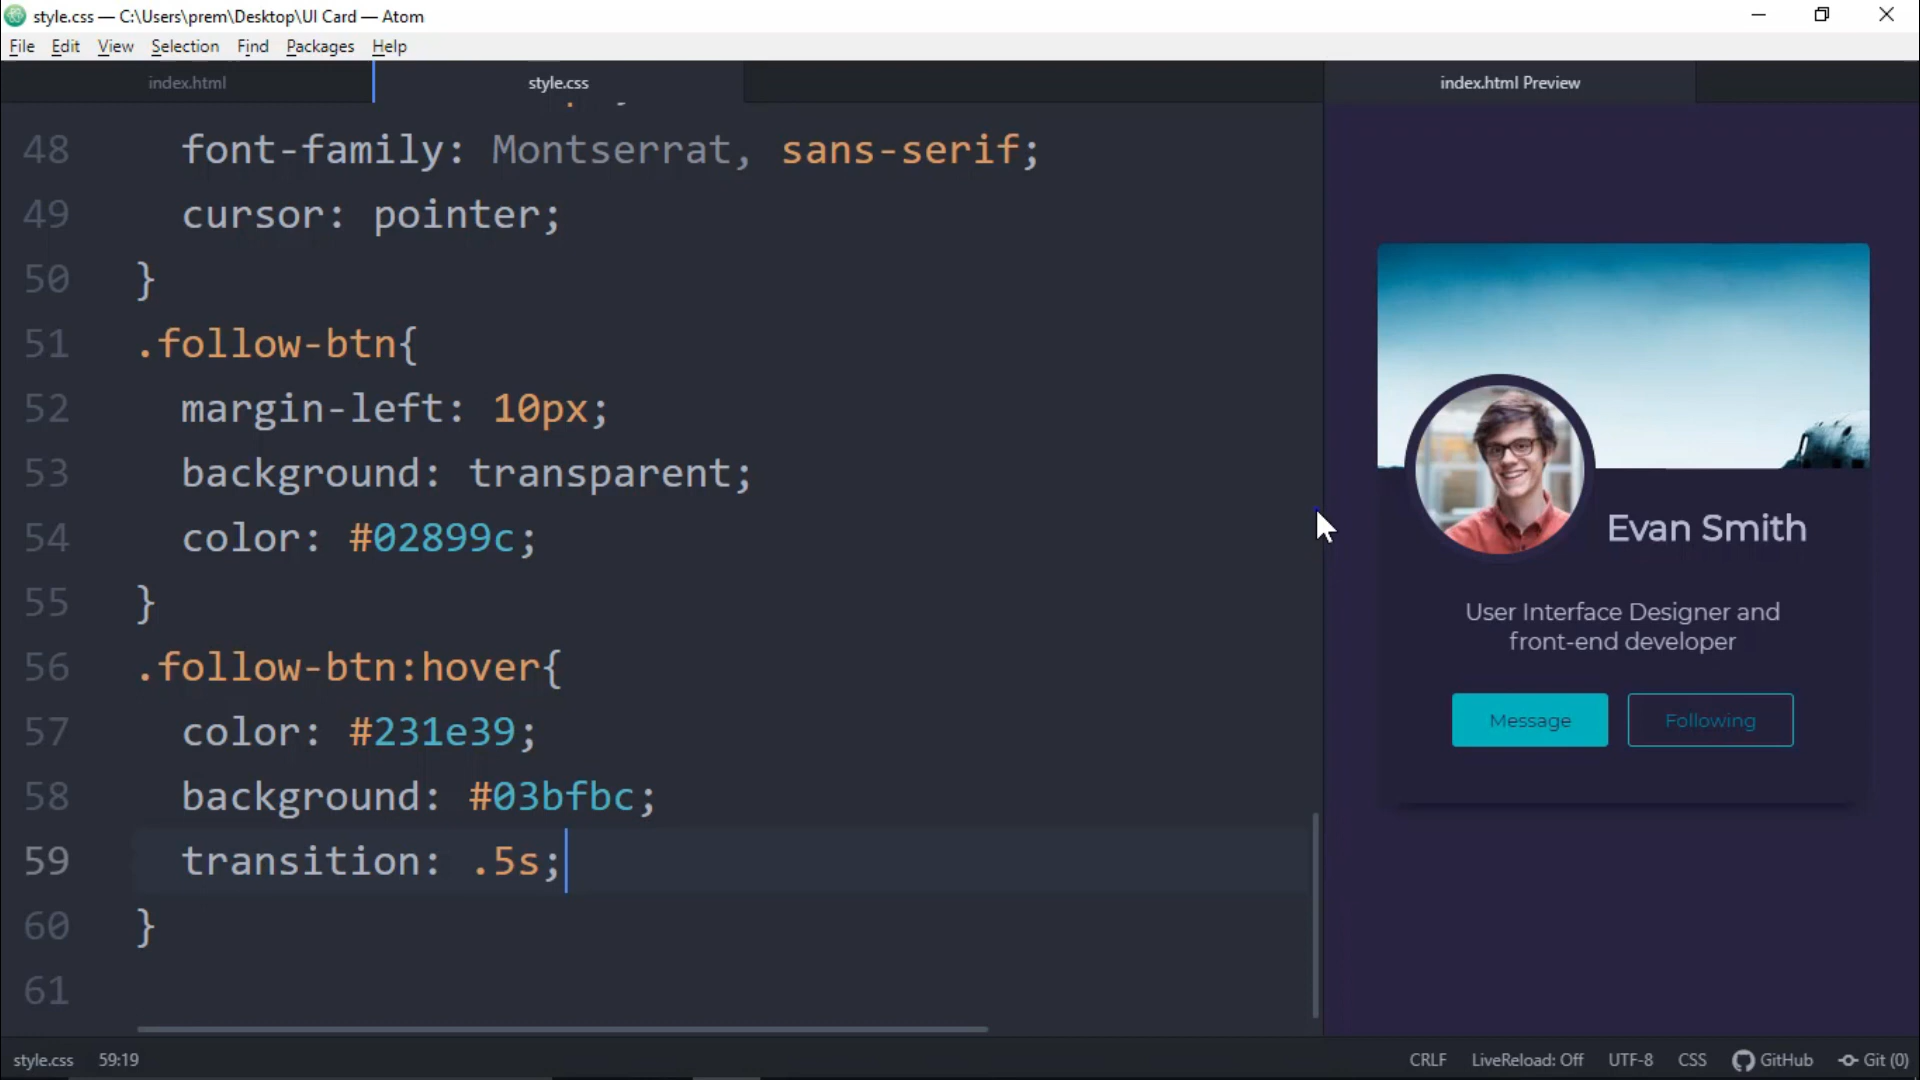 style.css — C:\Users\prem\Desktop\UI Card — Atom
File Edit View Selection Find Packages Help
index.html style.css index.html Preview
48 font-family: Montserrat, sans-serif;
49 cursor: pointer;
50 }
51 .follow-btn{
52 margin-left: 10px;
53 background: transparent;
54 color: #02899c;
55 }
56 .follow-btn:hover{
57 color: #231e39;
58 background: #03bfbc;
59 transition: .5s;
60 }
61
Evan Smith
User Interface Designer and
front-end developer
Message Following
style.css 59:19 CRLF LiveReload: Off UTF-8 CSS GitHub Git (0)